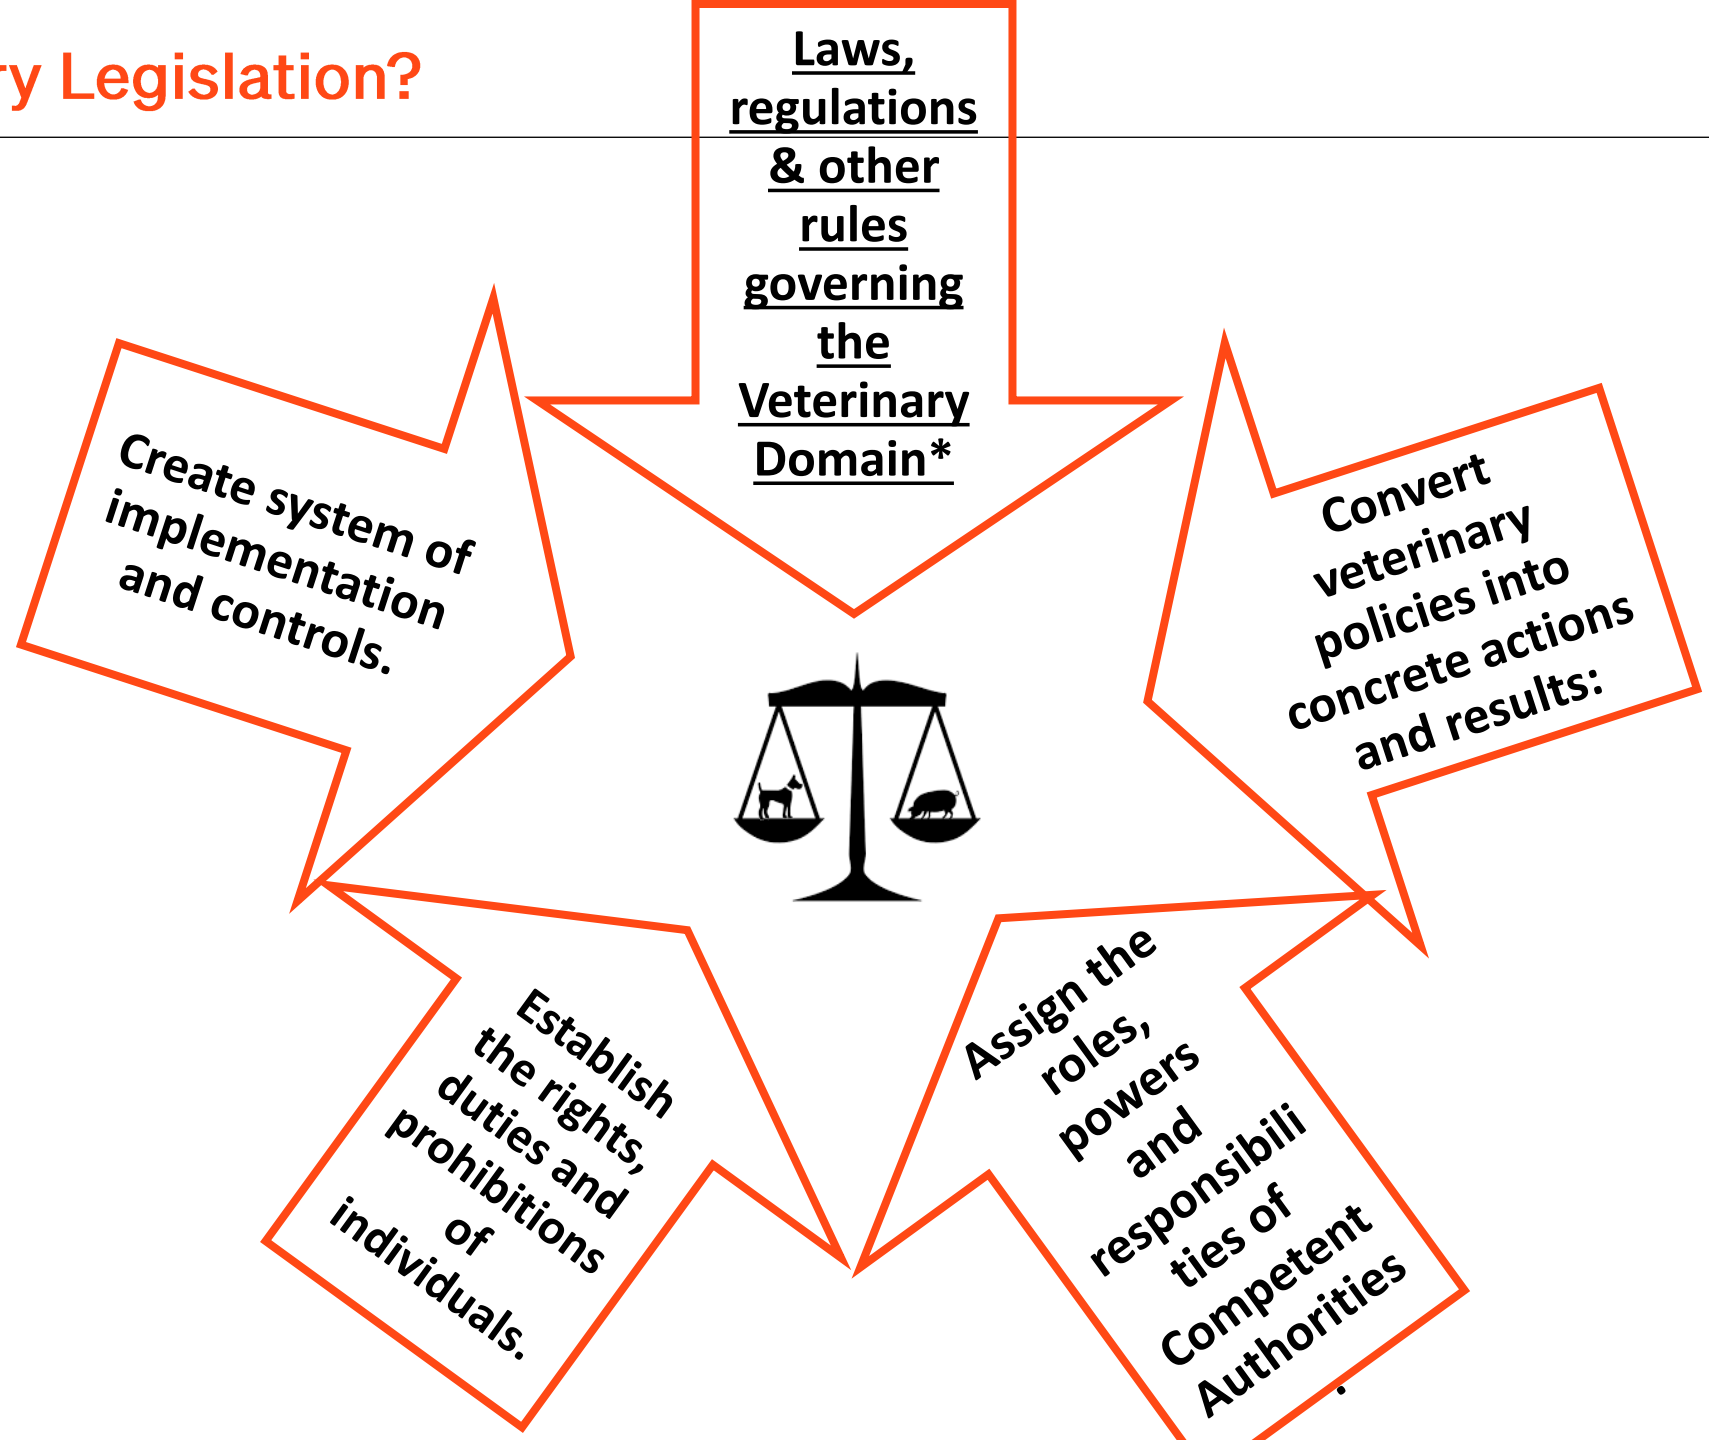 ry Legislation?
Laws,
regulations
& other
rules
governing
the
Veterinary
Domain*
Convert
veterinary
policies into
concrete actions
and results:
Assign the
roles,
powers
and
responsibili
ties of
Competent
Authorities
.
Establish
the rights,
duties and
prohibitions
of
individuals.
Create system of
implementation
and controls.